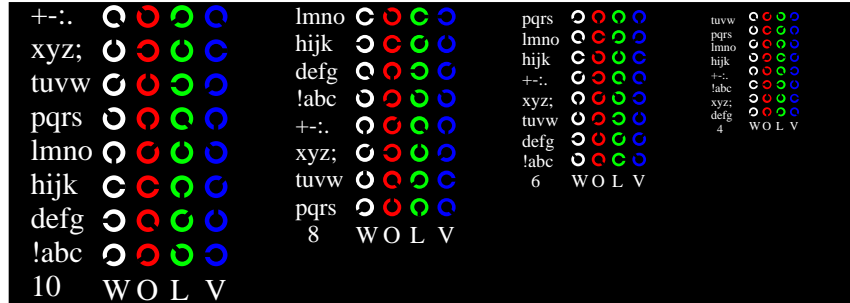 +-:.
xyz;
tuvw
pqrs
lmno
hijk
defg
!abc
10 W O L V
lmno
hijk
defg
!abc
+-:.
xyz;
tuvw
pqrs
8 W O L V
pqrs
lmno
hijk
+-:.
xyz;
tuvw
defg
!abc
6 W O L V
tuvw
pqrs
lmno
hijk
+-:.
!abc
xyz;
defg
4 W O L V